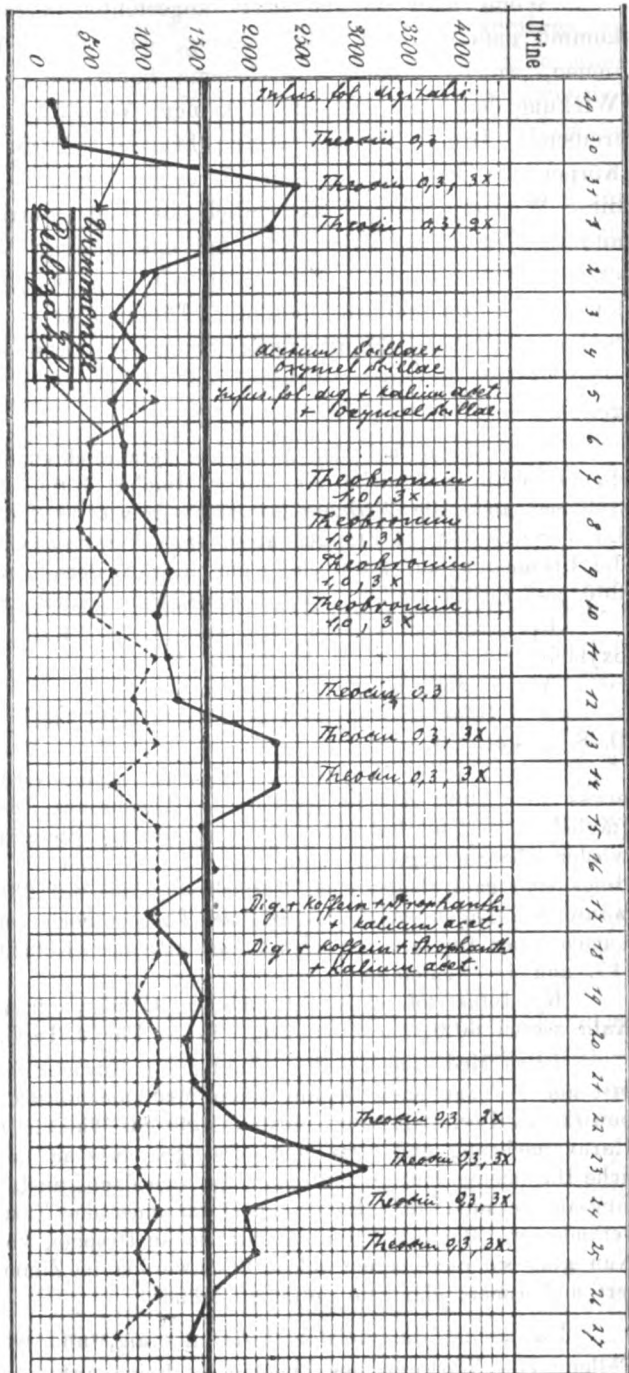 Urine
0 500 1000 1500 2000 2500 3000 3500 4000
29
Infus. fol. digitalis
30
Theocin 0,3
31
Theocin 0,3, 3x
1
Theocin 0,3, 2x
2
Urinmenge
Pulszahl
3
4
Acetum Scillae+
Oxymel Scillae
5
Infus. fol. dig. + Kalium acet.
+ Oxymel Scillae
6
7
Theobromin
1,0, 3x
8
Theobromin
1,0, 3x
9
Theobromin
1,0, 3x
10
Theobromin
1,0, 3x
11
12
Theocin 0,3
13
Theocin 0,3, 3x
14
Theocin 0,3, 3x
15
16
17
Dig. + Koffein + Strophanth.
+ Kalium acet.
18
Dig. + Koffein + Strophanth.
+ Kalium acet.
19
20
21
22
Theocin 0,3, 2x
23
Theocin 0,3, 3x
24
Theocin 0,3, 3x
25
Theocin 0,3, 3x
26
27